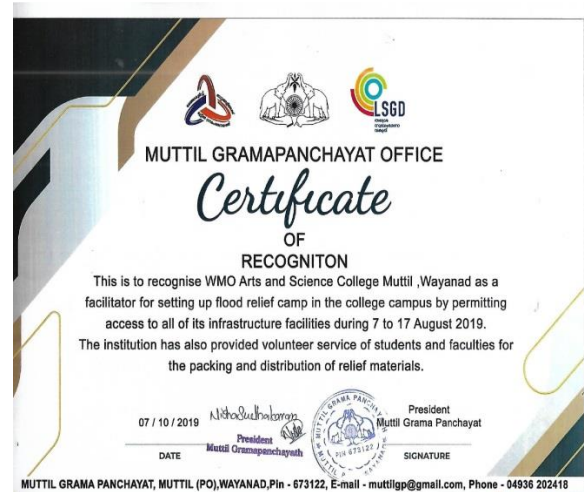 LSGD
MUTTIL GRAMAPANCHAYAT OFFICE
Certificate
OF
RECOGNITON
This is to recognise WMO Arts and Science College Muttil ,Wayanad as a
facilitator for setting up flood relief camp in the college campus by permitting
access to all of its infrastructure facilities during 7 to 17 August 2019.
The institution has also provided volunteer service of students and faculties for
the packing and distribution of relief materials.
07 / 10 / 2019
President
Muttil Gramapanchayath
DATE
PIN-673122
President
Muttil Grama Panchayat
SIGNATURE
MUTTIL GRAMA PANCHAYAT, MUTTIL (PO),WAYANAD,Pin - 673122, E-mail - muttilgp@gmail.com, Phone - 04936 202418